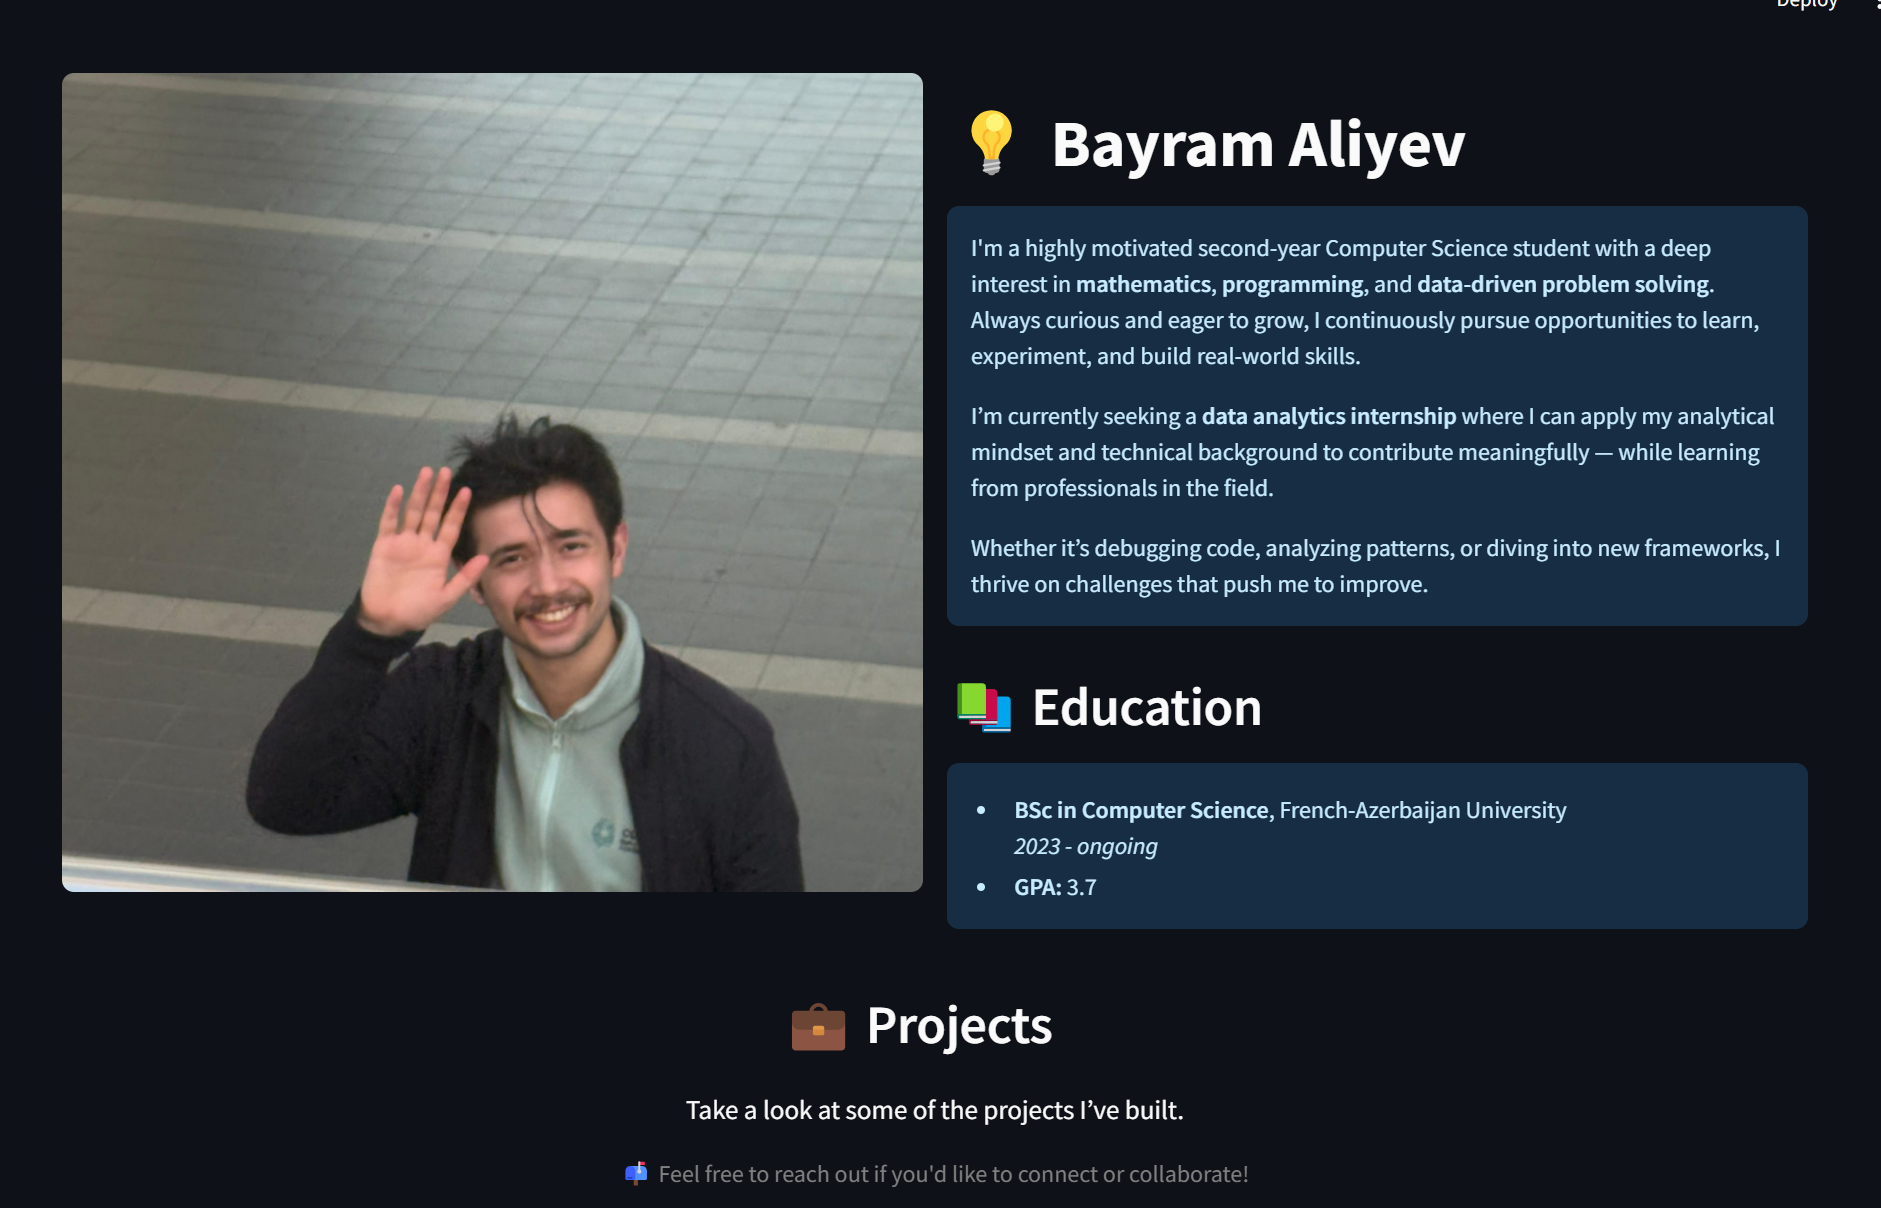 Deploy
Bayram Aliyev
I'm a highly motivated second-year Computer Science student with a deep
interest in mathematics, programming, and data-driven problem solving.
Always curious and eager to grow, I continuously pursue opportunities to learn,
experiment, and build real-world skills.
I’m currently seeking a data analytics internship where I can apply my analytical
mindset and technical background to contribute meaningfully — while learning
from professionals in the field.
Whether it’s debugging code, analyzing patterns, or diving into new frameworks, I
thrive on challenges that push me to improve.
Education
• BSc in Computer Science, French-Azerbaijan University
2023 - ongoing
• GPA: 3.7
Projects
Take a look at some of the projects I’ve built.
Feel free to reach out if you'd like to connect or collaborate!